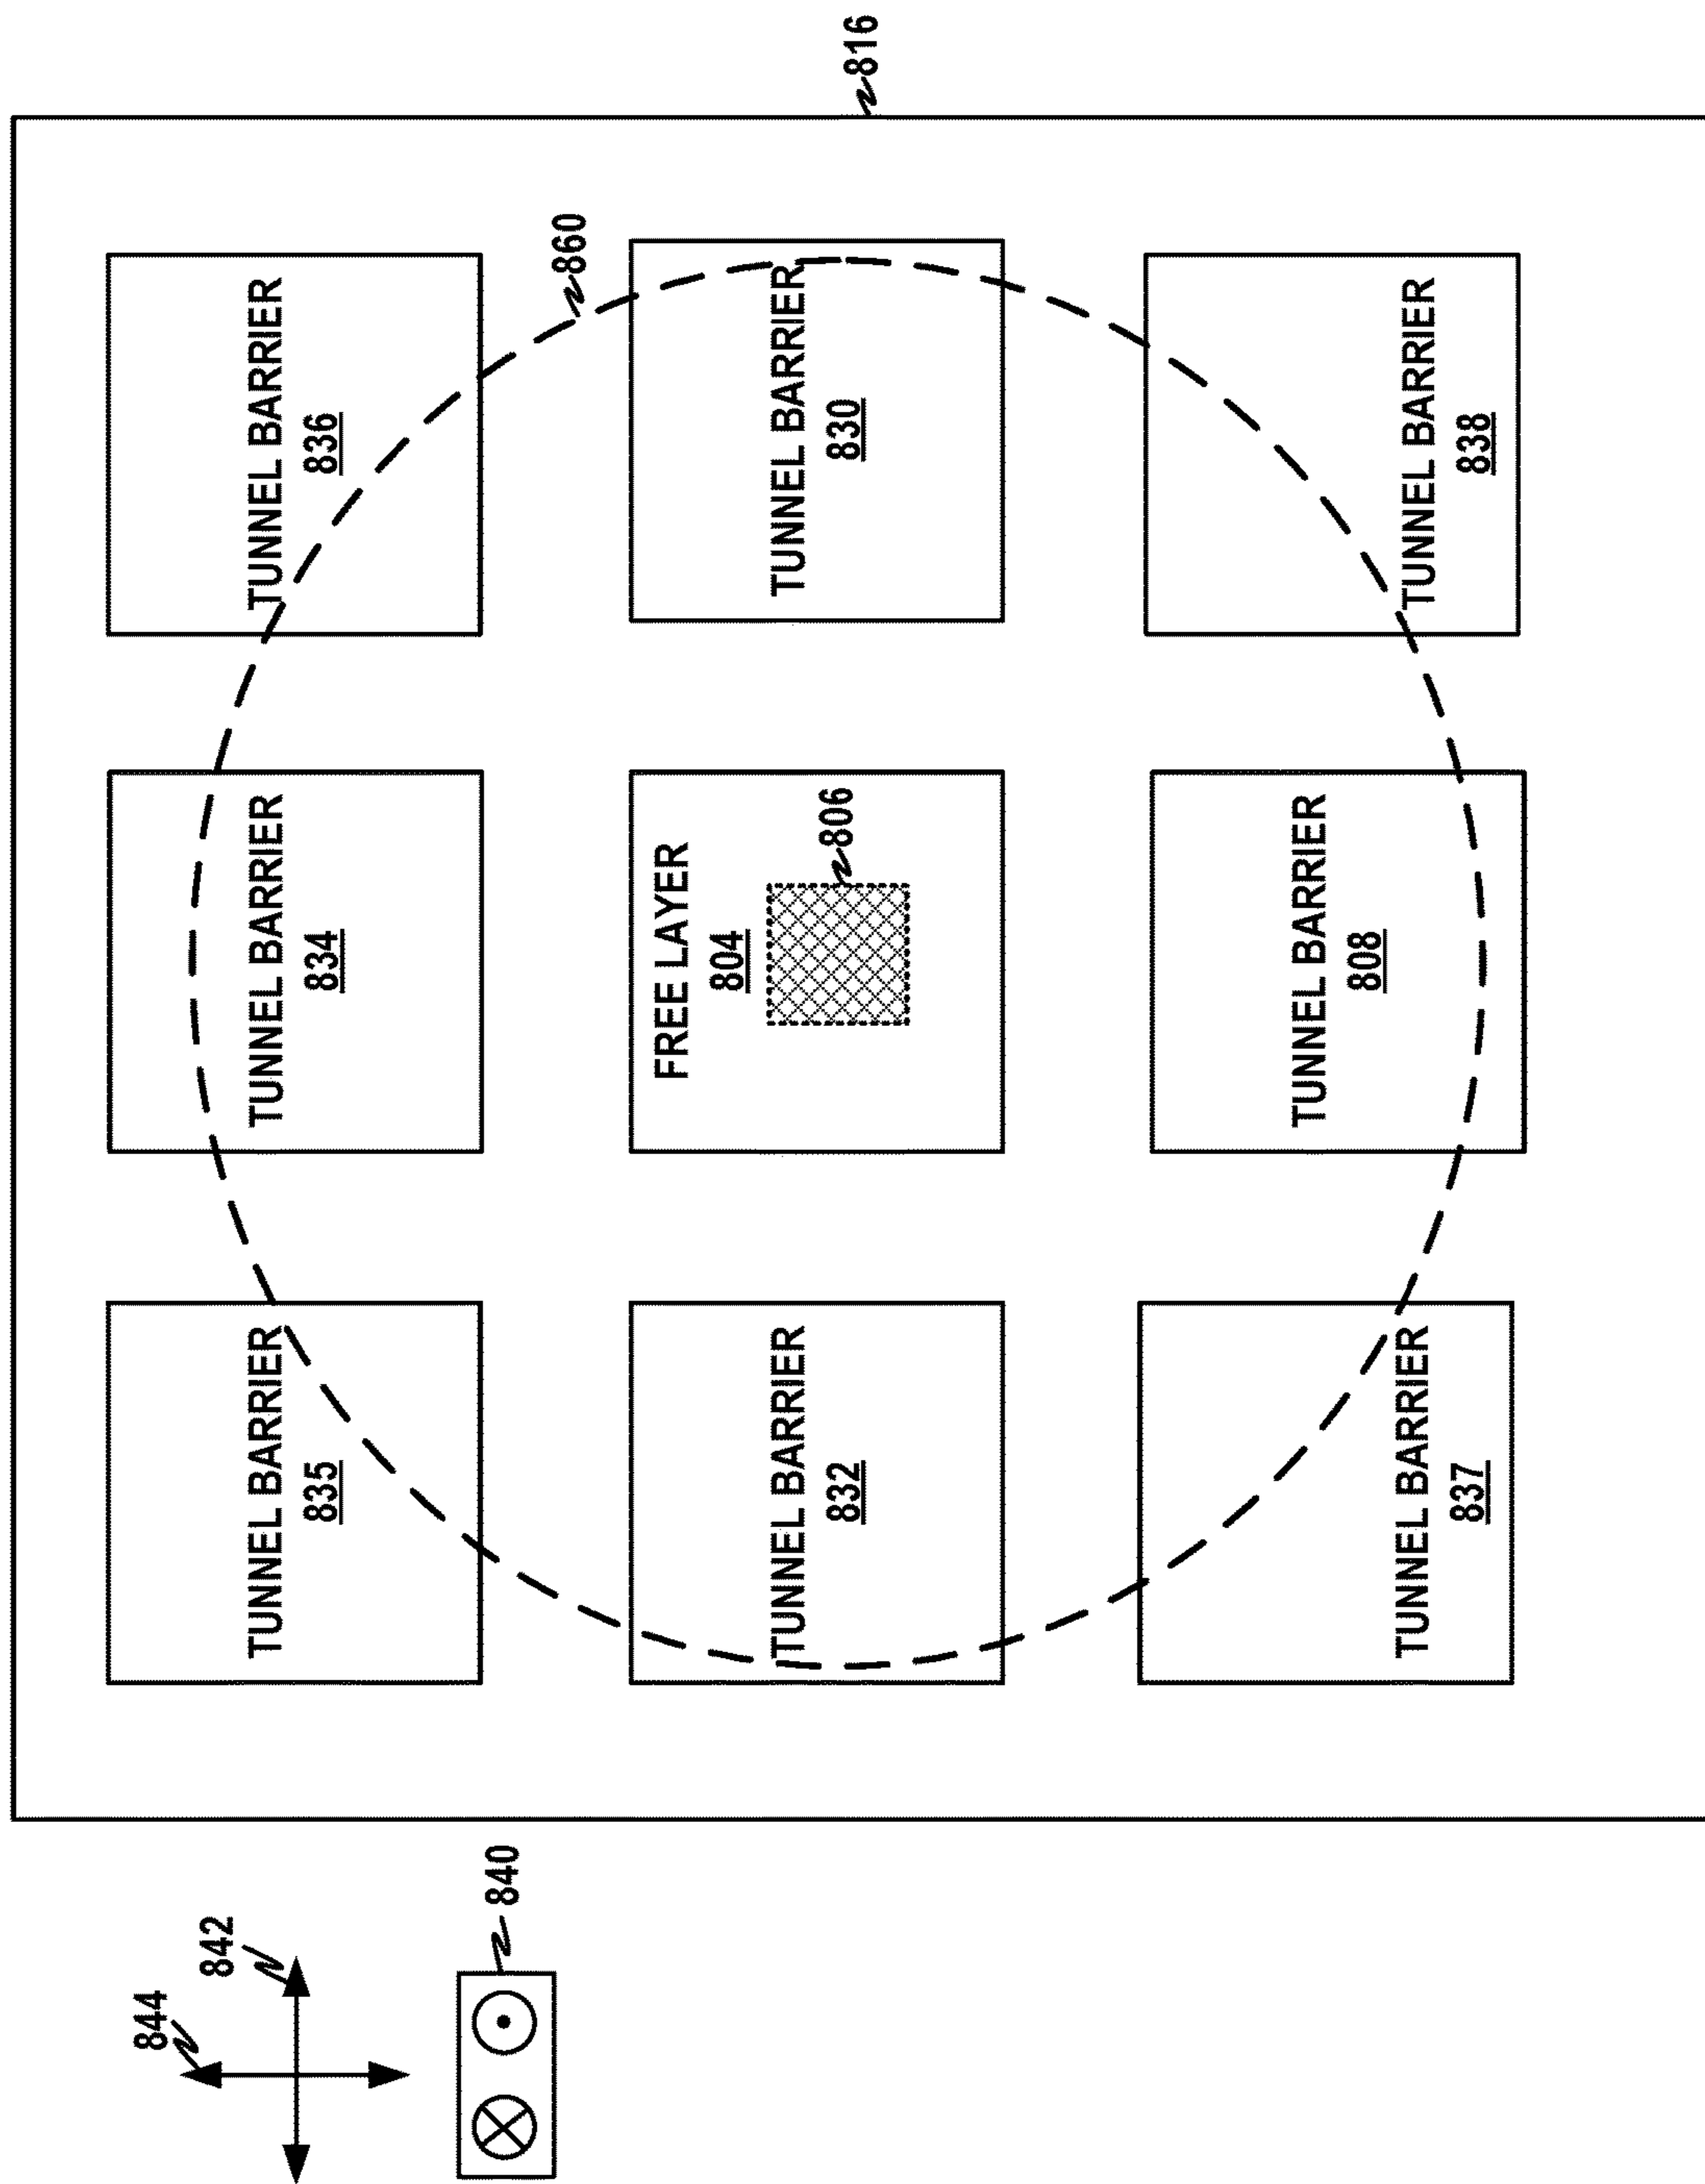 844
842
840
TUNNEL BARRIER
835
TUNNEL BARRIER
834
TUNNEL BARRIER
836
860
TUNNEL BARRIER
832
FREE LAYER
804
806
TUNNEL BARRIER
830
816
TUNNEL BARRIER
837
TUNNEL BARRIER
808
TUNNEL BARRIER
838